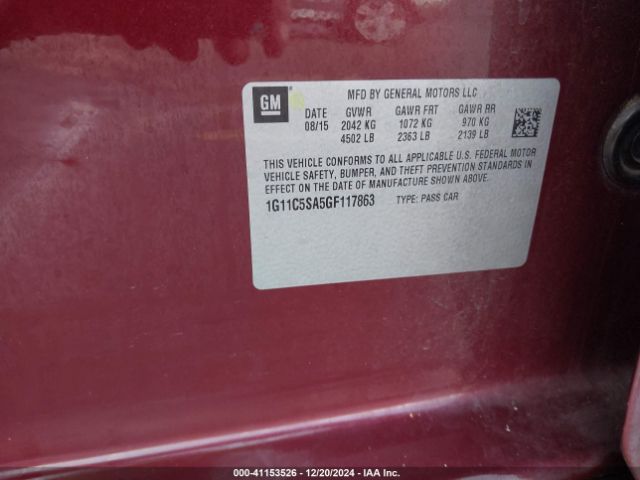 GM
MFD BY GENERAL MOTORS LLC
DATE GVWR GAWR FRT GAWR RR
08/15 2042 KG 1072 KG 970 KG
4502 LB 2363 LB 2139 LB
THIS VEHICLE CONFORMS TO ALL APPLICABLE U.S. FEDERAL MOTOR
VEHICLE SAFETY, BUMPER, AND THEFT PREVENTION STANDARDS IN
EFFECT ON THE DATE OF MANUFACTURE SHOWN ABOVE.
1G11C5SA5GF117863 TYPE: PASS CAR
000-41153526 - 12/20/2024 - IAA Inc.